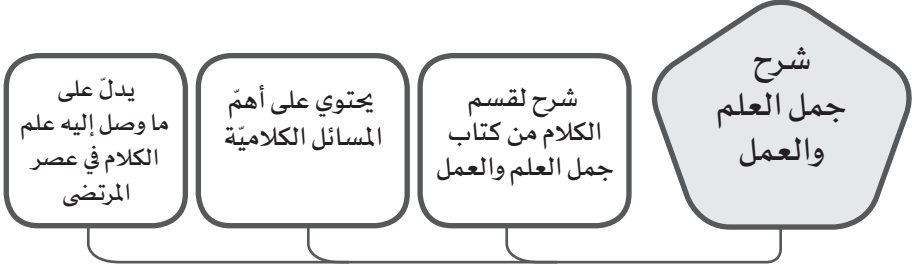 شرح
جمل العلم
والعمل
شرح لقسم
الكلام من كتاب
جمل العلم والعمل
يحتوي على أهمّ
المسائل الكلاميّة
يدلّ على
ما وصل إليه علم
الكلام في عصر
المرتضى